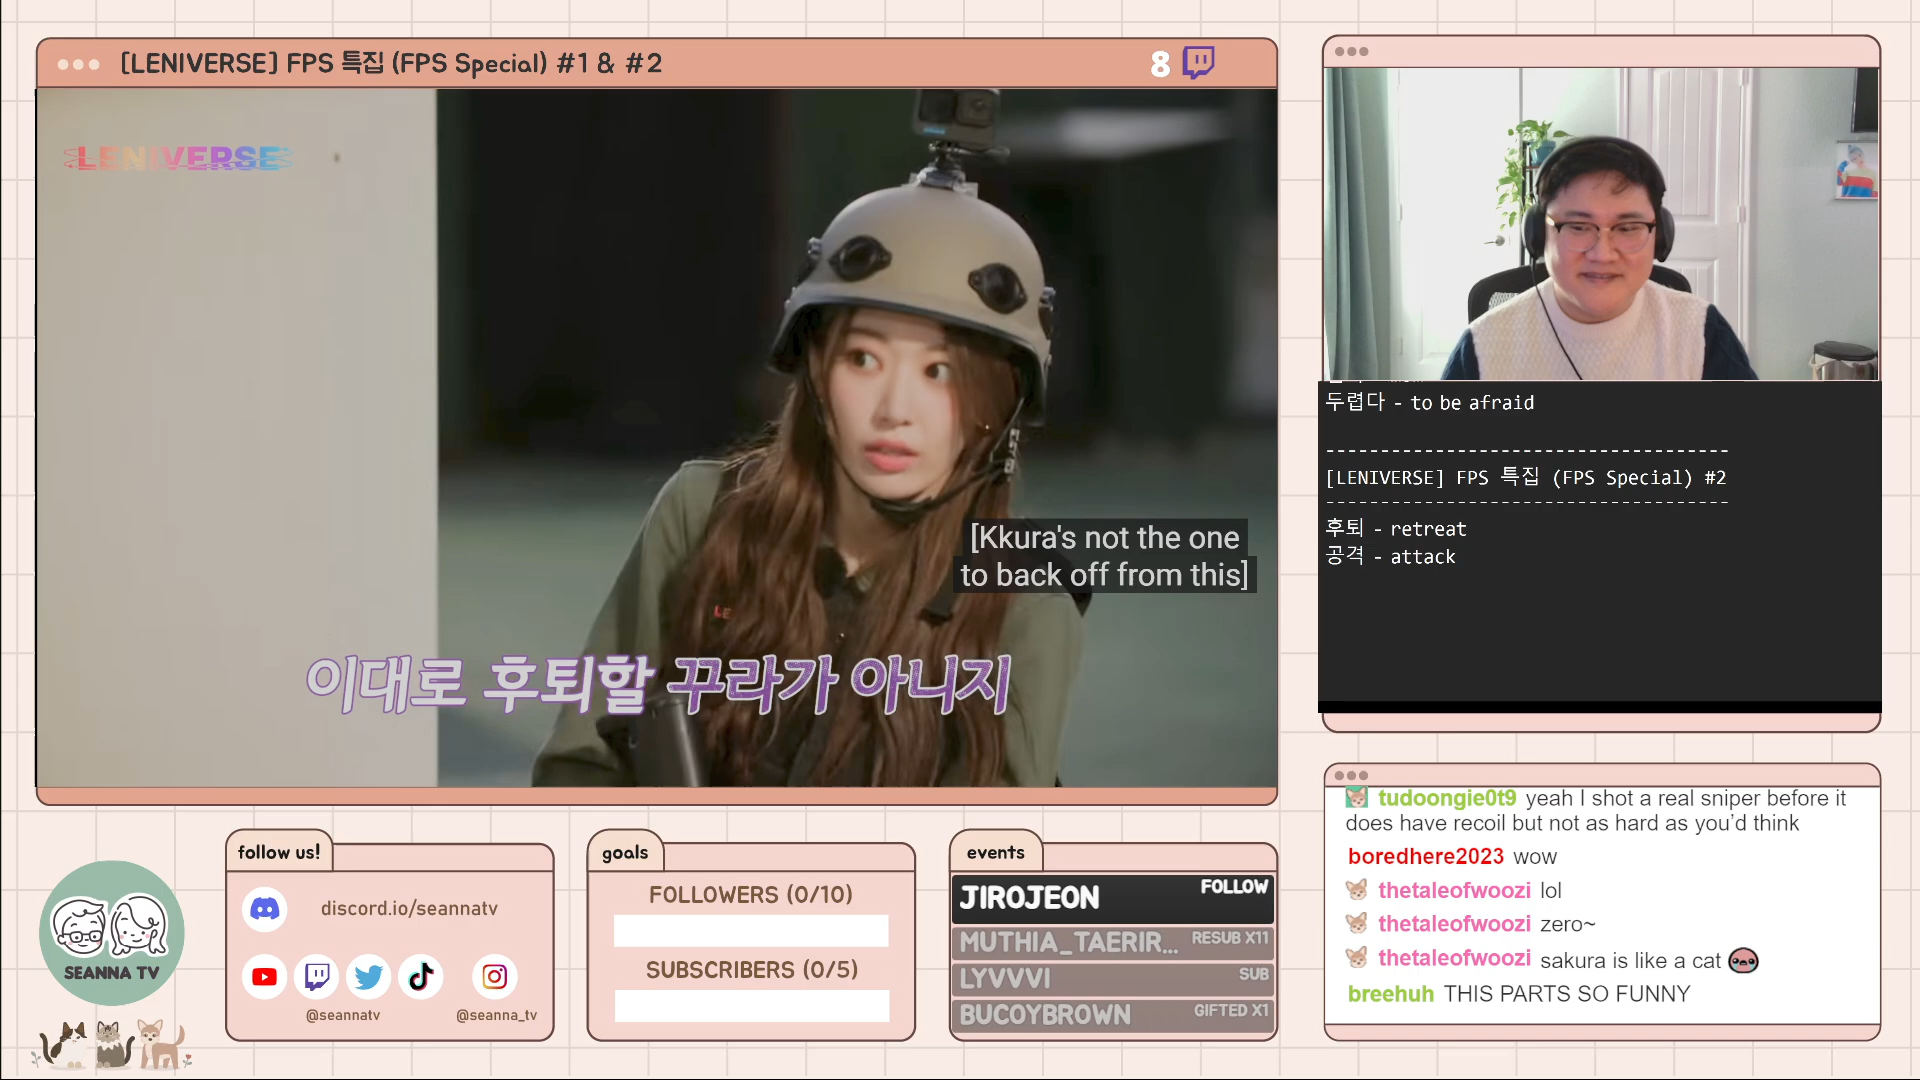 [LENIVERSE] FPS 특집 (FPS Special) #1 & #2
8
LENIVERSE
[Kkura's not the one
to back off from this]
이대로 후퇴할 꾸라가 아니지
두렵다 - to be afraid
------------------------------------
[LENIVERSE] FPS 특집 (FPS Special) #2
------------------------------------
후퇴 - retreat
공격 - attack
tudoongie0t9 yeah I shot a real sniper before it
does have recoil but not as hard as you'd think
boredhere2023 wow
thetaleofwoozi lol
thetaleofwoozi zero~
thetaleofwoozi sakura is like a cat
breehuh THIS PARTS SO FUNNY
SEANNA TV
follow us!
discord.io/seannatv
@seannatv
@seanna_tv
goals
FOLLOWERS (0/10)
SUBSCRIBERS (0/5)
events
JIROJEON FOLLOW
MUTHIA_TAERIR... RESUB X11
LYVVVI SUB
BUCOYBROWN GIFTED X1